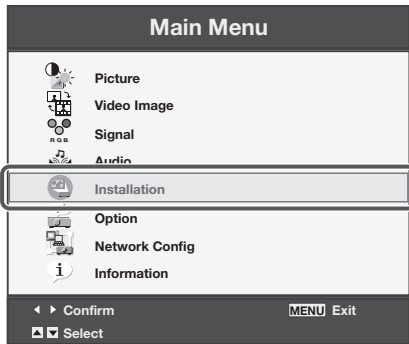 Main Menu
Picture
Video Image
RGB
Signal
Audio
Installation
Option
Network Config
Information
Confirm
MENU Exit
Select